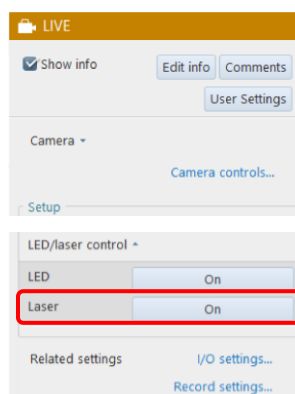 LIVE
Show info Edit info Comments
User Settings
Camera
Camera controls...
Setup
LED/laser control
LED On
Laser On
Related settings I/O settings...
Record settings...